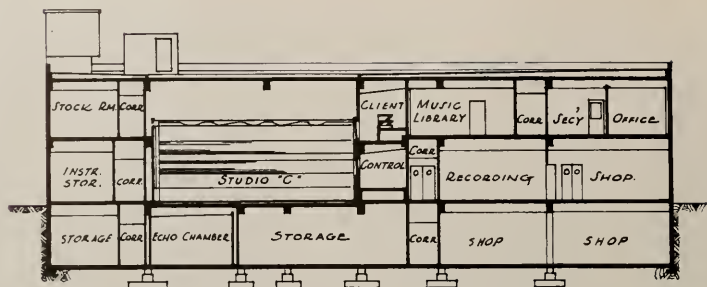 STOCK RM.
CORR
CLIENT
MUSIC
LIBRARY
CORR
SEC'Y
OFFICE
INSTR.
STOR.
CORR.
STUDIO "C"
CONTROL
CORR
RECORDING
SHOP.
STORAGE
CORR
ECHO CHAMBER
STORAGE
CORR
SHOP
SHOP